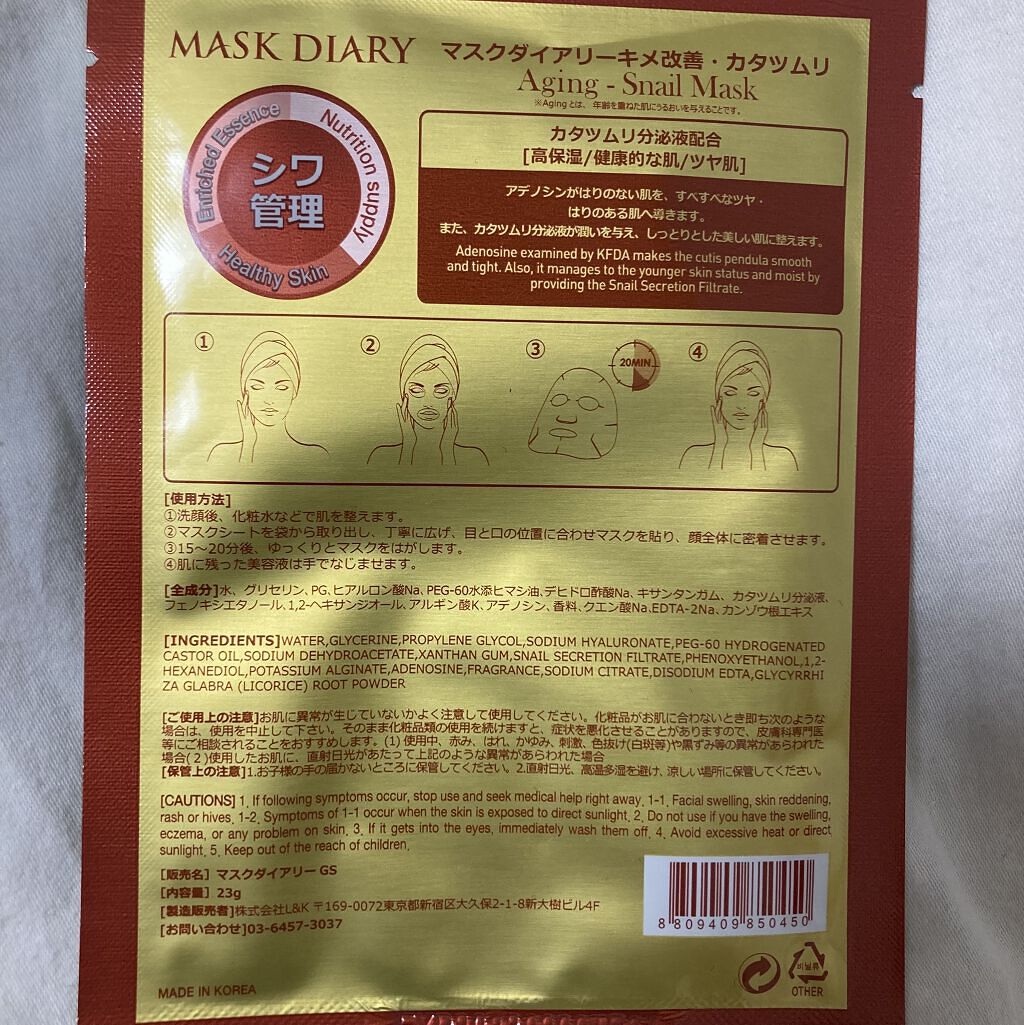 MASK DIARY
マスクダイアリーキメ改善・カタツムリ
Aging - Snail Mask
※Agingとは、年齢を重ねた肌にうるおいを与えることです。
Enriched Essence
Nutrition supply
シワ
管理
Healthy Skin
カタツムリ分泌液配合
[高保湿/健康的な肌/ツヤ肌]
アデノシンがはりのない肌を、すべすべなツヤ・
はりのある肌へ導きます。
また、カタツムリ分泌液が潤いを与え、しっとりとした美しい肌に整えます。
Adenosine examined by KFDA makes the cutis pendula smooth
and tight. Also, it manages to the younger skin status and moist by
providing the Snail Secretion Filtrate.
①
②
③
20MIN
④
[使用方法]
①洗顔後、化粧水などで肌を整えます。
②マスクシートを袋から取り出し、丁寧に広げ、目と口の位置に合わせマスクを貼り、顔全体に密着させます。
③15～20分後、ゆっくりとマスクをはがします。
④肌に残った美容液は手でなじませます。
[全成分]水、グリセリン、PG、ヒアルロン酸Na、PEG-60水添ヒマシ油、デヒドロ酢酸Na、キサンタンガム、カタツムリ分泌液、
フェノキシエタノール、1,2-ヘキサンジオール、アルギン酸K、アデノシン、香料、クエン酸Na、EDTA-2Na、カンゾウ根エキス
[INGREDIENTS]WATER,GLYCERINE,PROPYLENE GLYCOL,SODIUM HYALURONATE,PEG-60 HYDROGENATED
CASTOR OIL,SODIUM DEHYDROACETATE,XANTHAN GUM,SNAIL SECRETION FILTRATE,PHENOXYETHANOL,1,2-
HEXANEDIOL,POTASSIUM ALGINATE,ADENOSINE,FRAGRANCE,SODIUM CITRATE,DISODIUM EDTA,GLYCYRRHI
ZA GLABRA (LICORICE) ROOT POWDER
[ご使用上の注意]お肌に異常が生じていないかよく注意して使用してください。化粧品がお肌に合わないとき即ち次のような
場合は、使用を中止して下さい。そのまま化粧品類の使用を続けますと、症状を悪化させることがありますので、皮膚科専門医
等にご相談されることをおすすめします。(1)使用中、赤み、はれ、かゆみ、刺激、色抜け(白斑等)や黒ずみ等の異常があらわれた
場合(2)使用したお肌に、直射日光があたって上記のような異常があらわれた場合
[保管上の注意]1.お子様の手の届かないところに保管してください。2.直射日光、高温多湿を避け、涼しい場所に保管してください。
[CAUTIONS] 1. If following symptoms occur, stop use and seek medical help right away. 1-1. Facial swelling, skin reddening,
rash or hives. 1-2. Symptoms of 1-1 occur when the skin is exposed to direct sunlight. 2. Do not use if you have the swelling,
eczema, or any problem on skin. 3. If it gets into the eyes, immediately wash them off. 4. Avoid excessive heat or direct
sunlight. 5. Keep out of the reach of children.
[販売名] マスクダイアリー GS
[内容量] 23g
[製造販売者]株式会社L&K 〒169-0072東京都新宿区大久保2-1-8新大樹ビル4F
[お問い合わせ]03-6457-3037
8 809409 850450
비닐류
OTHER
MADE IN KOREA